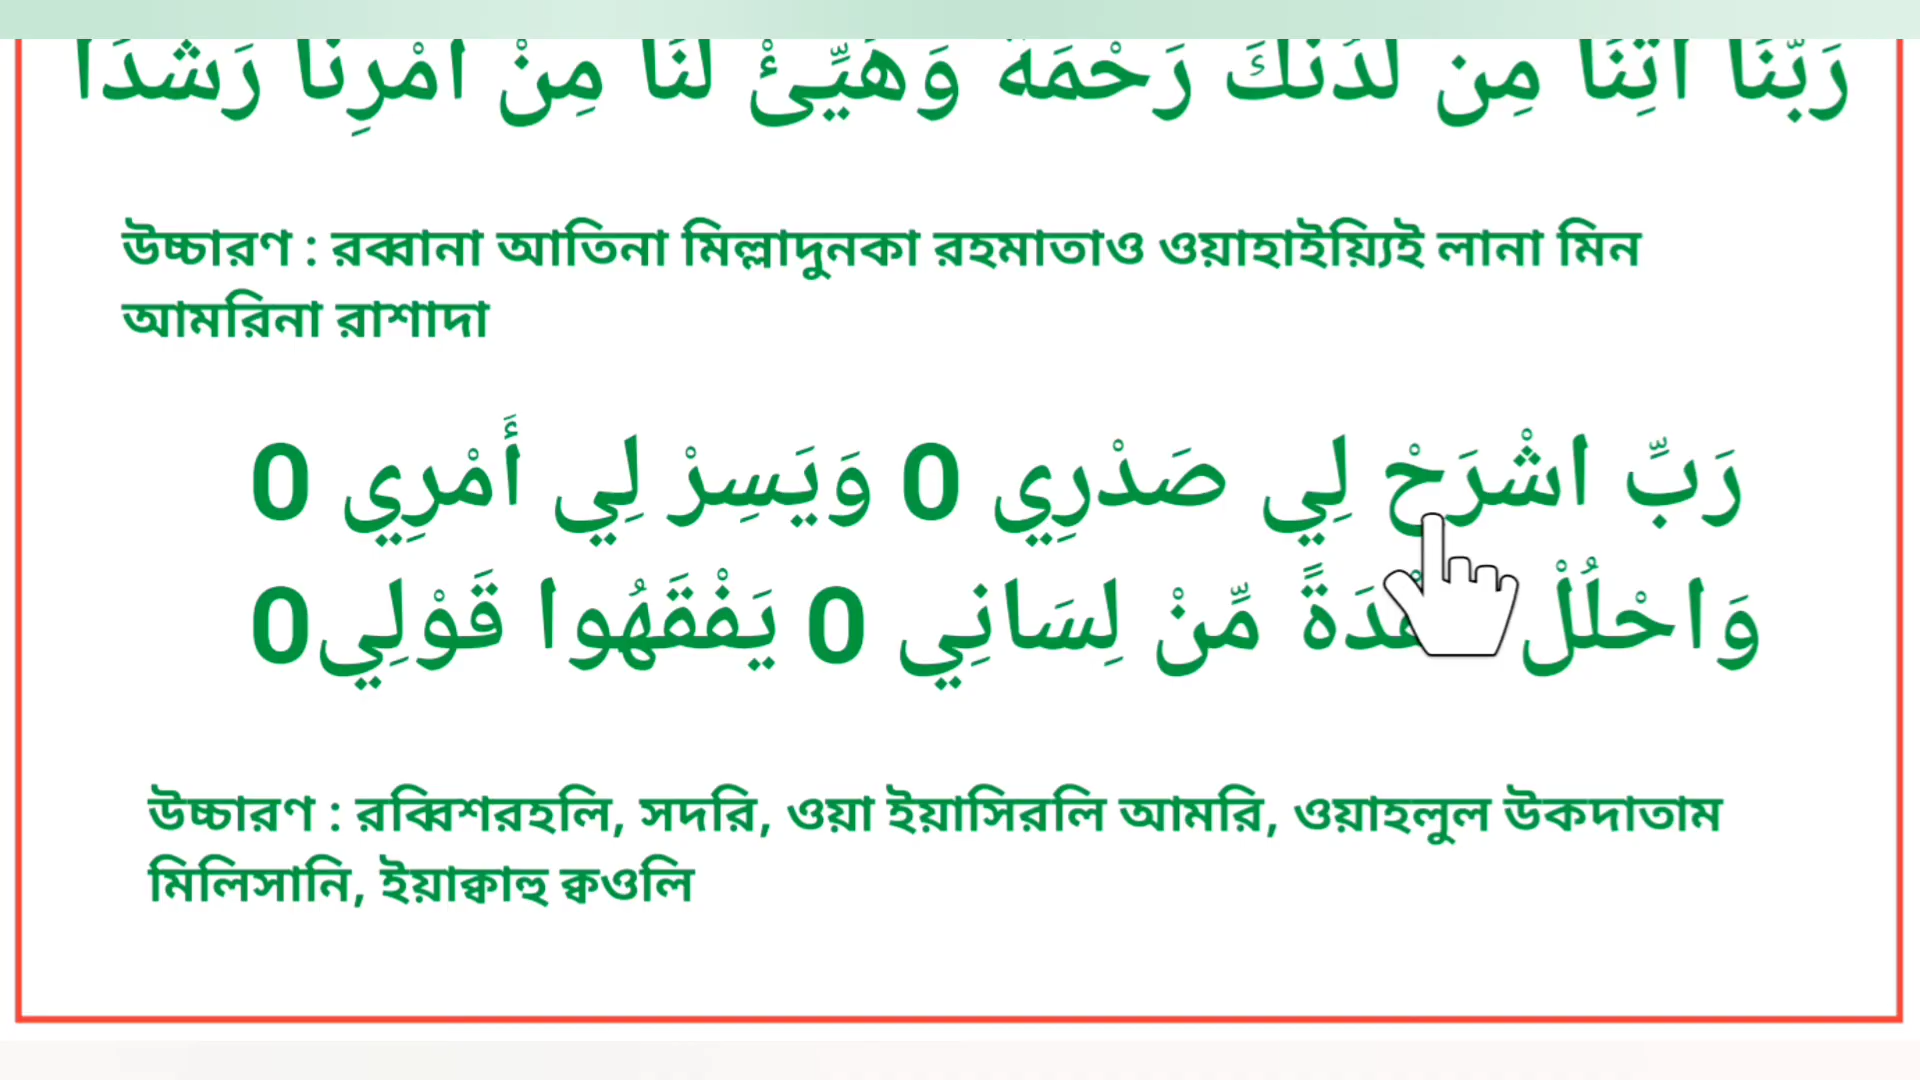 رَبَّنَا آتِنَا مِن لَّدُنكَ رَحْمَةً وَهَيِّئْ لَنَا مِنْ أَمْرِنَا رَشَدًا
উচ্চারণ : রব্বানা আতিনা মিল্লাদুনকা রহমাতাও ওয়াহাইয়্যিই লানা মিন
আমরিনা রাশাদা
رَبِّ اشْرَحْ لِي صَدْرِي 0 وَيَسِرْ لِي أَمْرِي 0
وَاحْلُلْ مِّنْ لِسَانِي 0 يَفْقَهُوا قَوْلِي0
উচ্চারণ : রব্বিশরহলি, সদরি, ওয়া ইয়াসিরলি আমরি, ওয়াহলুল উকদাতাম
মিলিসানি, ইয়াক্বাহু ক্বওলি